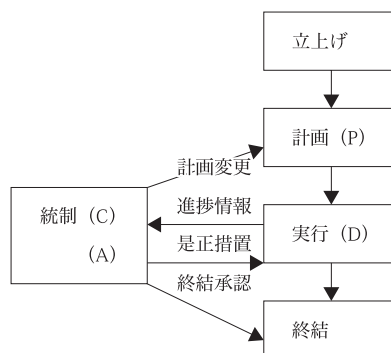 立上げ
計画（P）
計画変更
進捗情報
統制（C）
（A）
是正措置
実行（D）
終結承認
終結